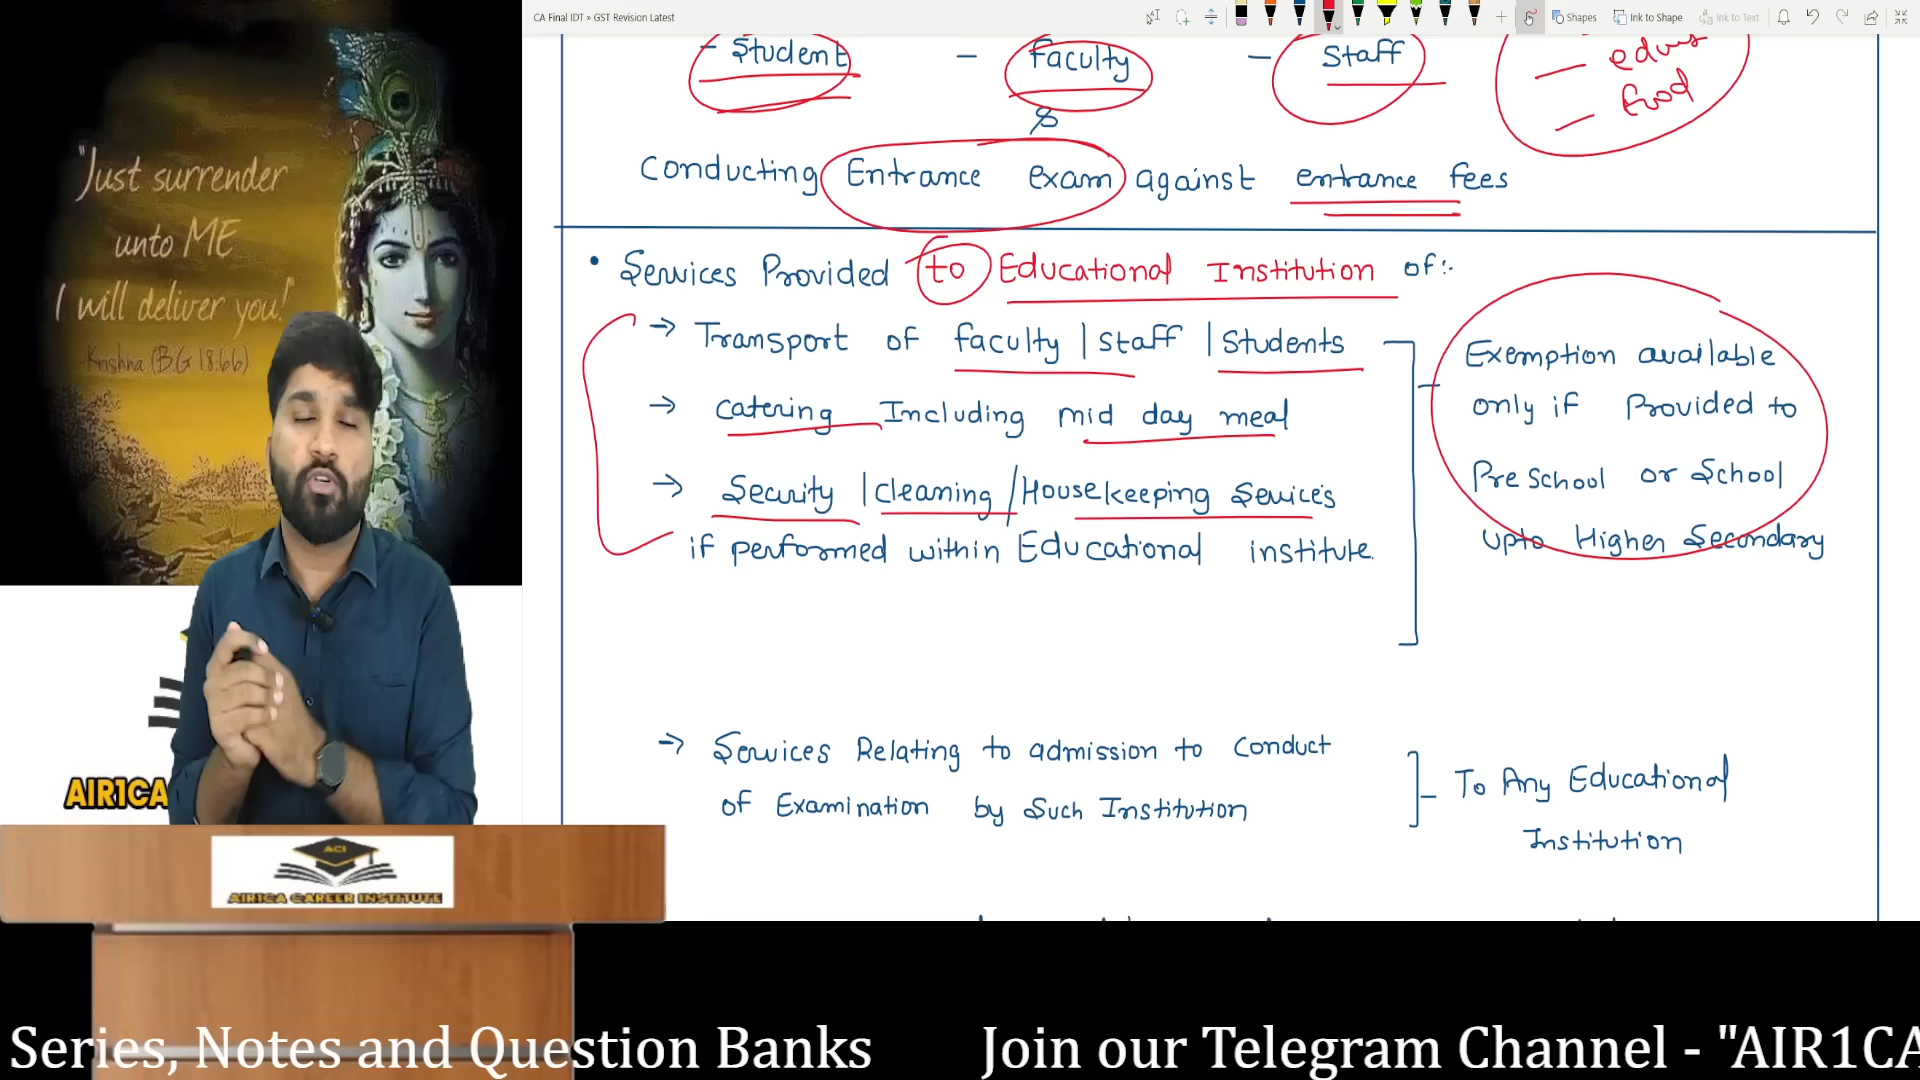 CA Final IDT » GST Revision Latest
Shapes
Ink to Shape
Ink to Text
- Student - faculty - Staff
&
food
Conducting Entrance exam against entrance fees
• Services Provided to Educational Institution of:-
→ Transport of faculty | Staff | Students
→ Catering Including mid day meal
→ Security | Cleaning / House keeping Services
if performed within Educational institute.
Exemption available
only if Provided to
Pre School or School
upto Higher Secondary
→ Services Relating to admission to Conduct
of Examination by Such Institution
To Any Educational
Institution
"Just surrender
unto ME
I will deliver you!"
Krishna (B.G 18:66)
AIR1CA
ACI
AIR1CA CAREER INSTITUTE
Series, Notes and Question Banks Join our Telegram Channel - "AIR1CA